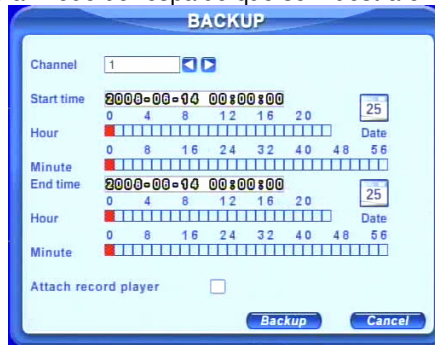 BACKUP
Channel 1
Start time 2008-06-14 00:00:00
0 4 8 12 16 20 25
Hour Date
0 8 16 24 32 40 48 56
Minute
End time 2008-06-14 00:00:00
0 4 8 12 16 20 25
Hour Date
0 8 16 24 32 40 48 56
Minute
Attach record player
Backup Cancel